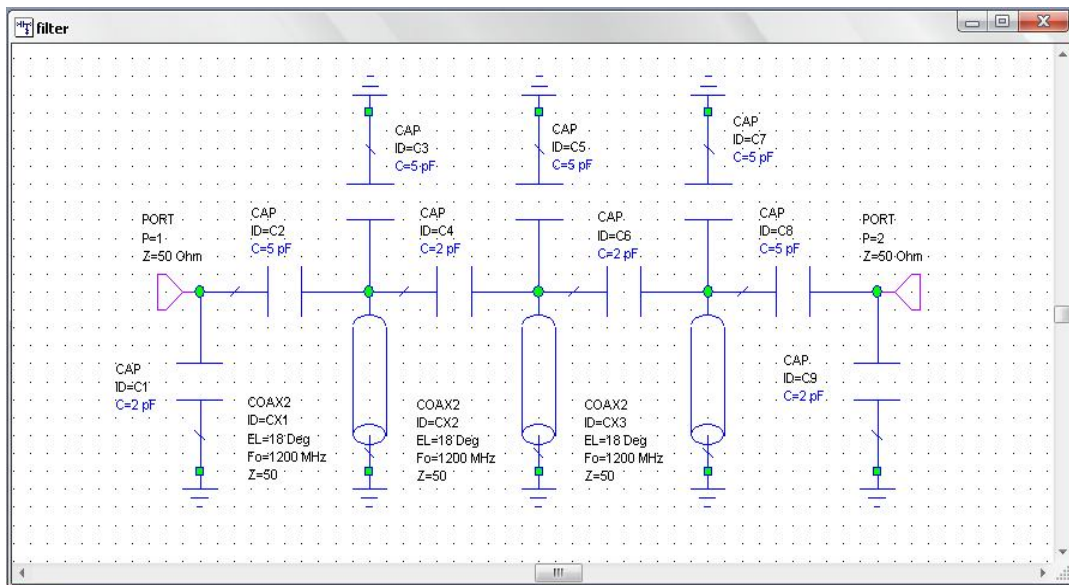 filter
CAP
ID=C3
C=5 pF
CAP
ID=C5
C=5 pF
CAP
ID=C7
C=5 pF
PORT
P=1
Z=50 Ohm
CAP
ID=C2
C=5 pF
CAP
ID=C4
C=2 pF
CAP
ID=C6
C=2 pF
CAP
ID=C8
C=5 pF
PORT
P=2
Z=50 Ohm
CAP
ID=C1
C=2 pF
COAX2
ID=CX1
EL=18 Deg
Fo=1200 MHz
Z=50
COAX2
ID=CX2
EL=18 Deg
Fo=1200 MHz
Z=50
COAX2
ID=CX3
EL=18 Deg
Fo=1200 MHz
Z=50
CAP
ID=C9
C=2 pF